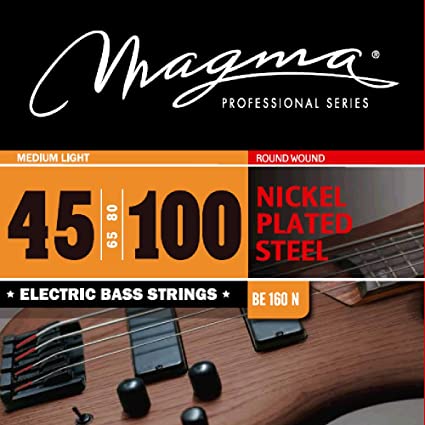 Magma®
PROFESSIONAL SERIES
MEDIUM LIGHT
ROUND WOUND
45 65 80 100
NICKEL
PLATED
STEEL
★ ELECTRIC BASS STRINGS ★
BE 160 N